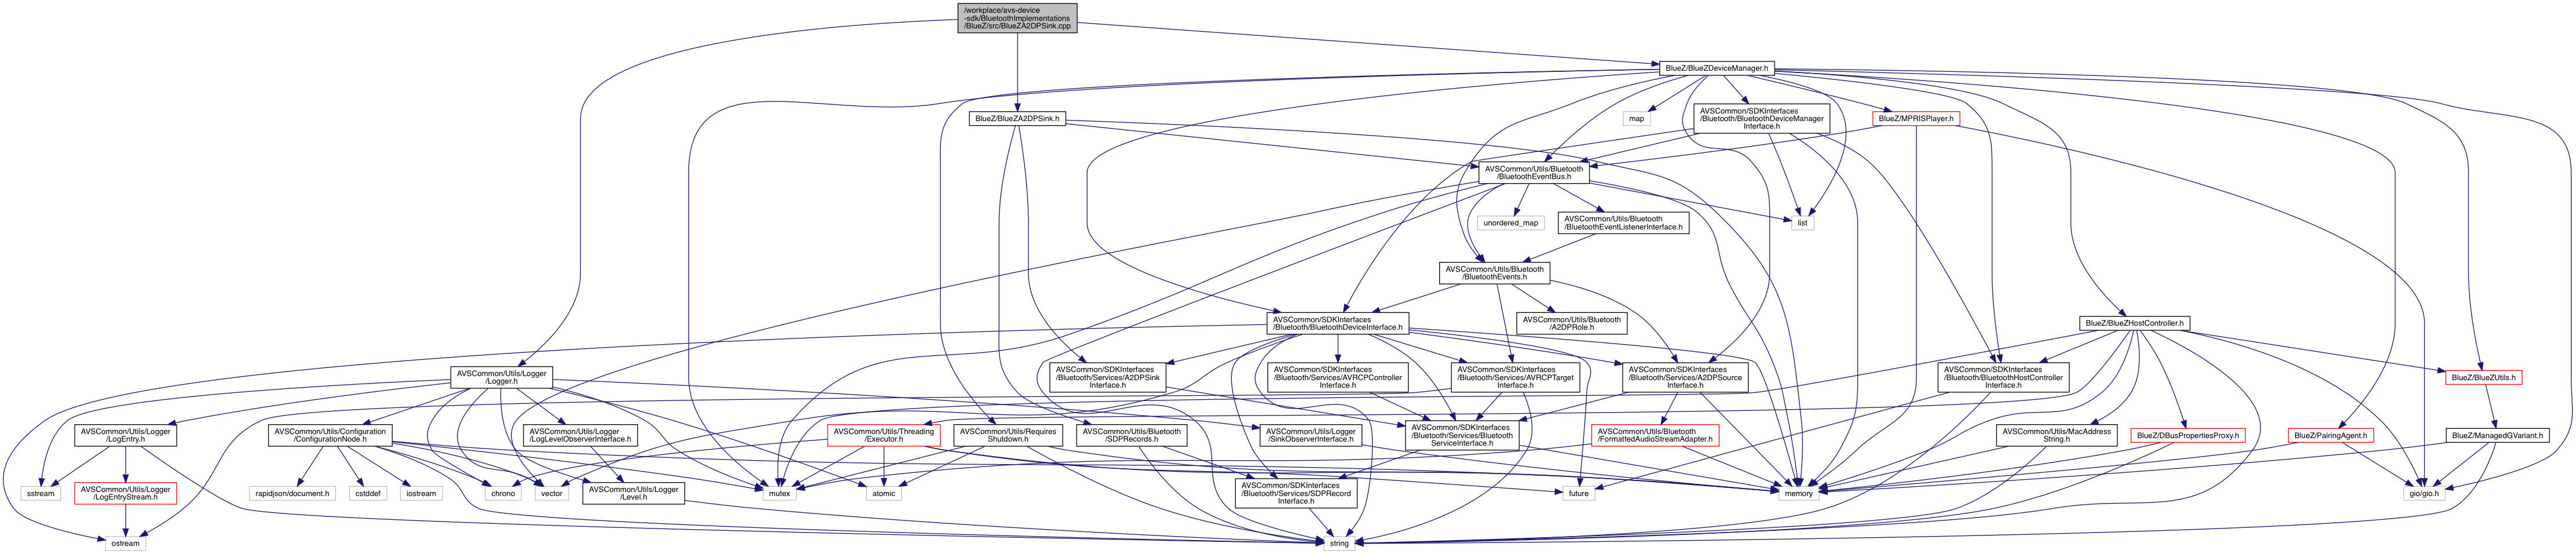 /workplace/avs-device
-sdk/BluetoothImplementations
/BlueZ/src/BlueZA2DPSink.cpp
BlueZ/BlueZDeviceManager.h
BlueZ/BlueZA2DPSink.h
map
AVSCommon/SDKInterfaces
/Bluetooth/BluetoothDeviceManager
Interface.h
BlueZ/MPRISPlayer.h
AVSCommon/Utils/Bluetooth
/BluetoothEventBus.h
unordered_map
AVSCommon/Utils/Bluetooth
/BluetoothEventListenerInterface.h
list
AVSCommon/Utils/Bluetooth
/BluetoothEvents.h
AVSCommon/SDKInterfaces
/Bluetooth/BluetoothDeviceInterface.h
AVSCommon/Utils/Bluetooth
/A2DPRole.h
BlueZ/BlueZHostController.h
AVSCommon/Utils/Logger
/Logger.h
AVSCommon/SDKInterfaces
/Bluetooth/Services/A2DPSink
Interface.h
AVSCommon/SDKInterfaces
/Bluetooth/Services/AVRCPController
Interface.h
AVSCommon/SDKInterfaces
/Bluetooth/Services/AVRCPTarget
Interface.h
AVSCommon/SDKInterfaces
/Bluetooth/Services/A2DPSource
Interface.h
AVSCommon/SDKInterfaces
/Bluetooth/BluetoothHostController
Interface.h
BlueZ/BlueZUtils.h
AVSCommon/Utils/Logger
/LogEntry.h
AVSCommon/Utils/Configuration
/ConfigurationNode.h
AVSCommon/Utils/Logger
/LogLevelObserverInterface.h
AVSCommon/Utils/Threading
/Executor.h
AVSCommon/Utils/Requires
Shutdown.h
AVSCommon/Utils/Bluetooth
/SDPRecords.h
AVSCommon/Utils/Logger
/SinkObserverInterface.h
AVSCommon/SDKInterfaces
/Bluetooth/Services/Bluetooth
ServiceInterface.h
AVSCommon/Utils/Bluetooth
/FormattedAudioStreamAdapter.h
AVSCommon/Utils/MacAddress
String.h
BlueZ/DBusPropertiesProxy.h
BlueZ/PairingAgent.h
BlueZ/ManagedGVariant.h
sstream
AVSCommon/Utils/Logger
/LogEntryStream.h
rapidjson/document.h
cstddef
iostream
chrono
vector
AVSCommon/Utils/Logger
/Level.h
mutex
atomic
AVSCommon/SDKInterfaces
/Bluetooth/Services/SDPRecord
Interface.h
future
memory
gio/gio.h
ostream
string